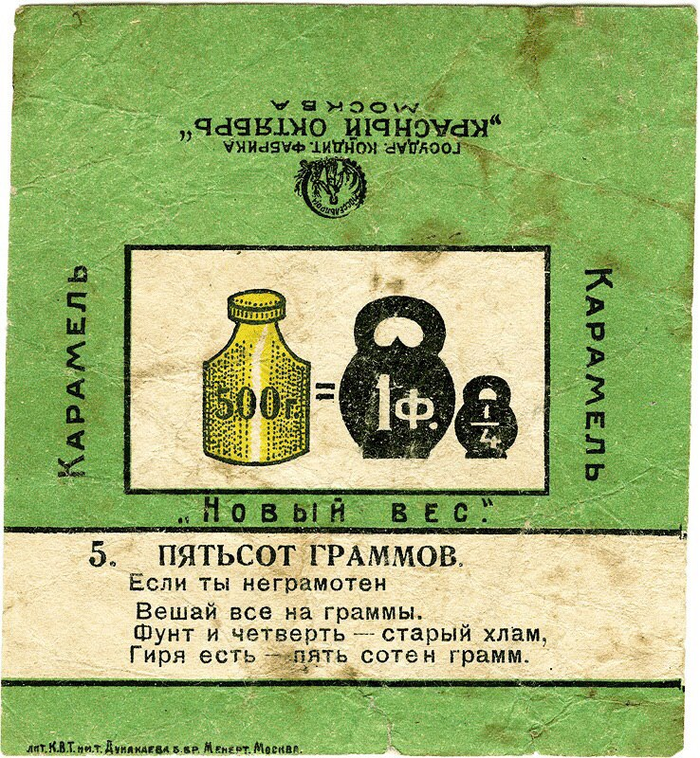 МОСКВА
„КРАСНЫЙ ОКТЯБРЬ"
ГОСУДАР. КОНДИТ. ФАБРИКА
МОССЕЛЬПРОМ
КАРАМЕЛЬ
500г. = 1Ф. 1/4
КАРАМЕЛЬ
„НОВЫЙ ВЕС."
5. ПЯТЬСОТ ГРАММОВ.
Если ты неграмотен
Вешай все на граммы.
Фунт и четверть — старый хлам,
Гиря есть — пять сотен грамм.
ЛИТ. К.В.Т. ИМ. Т. ДУНАЕВА Б. БР. МЕНЕРТ. МОСКВА.